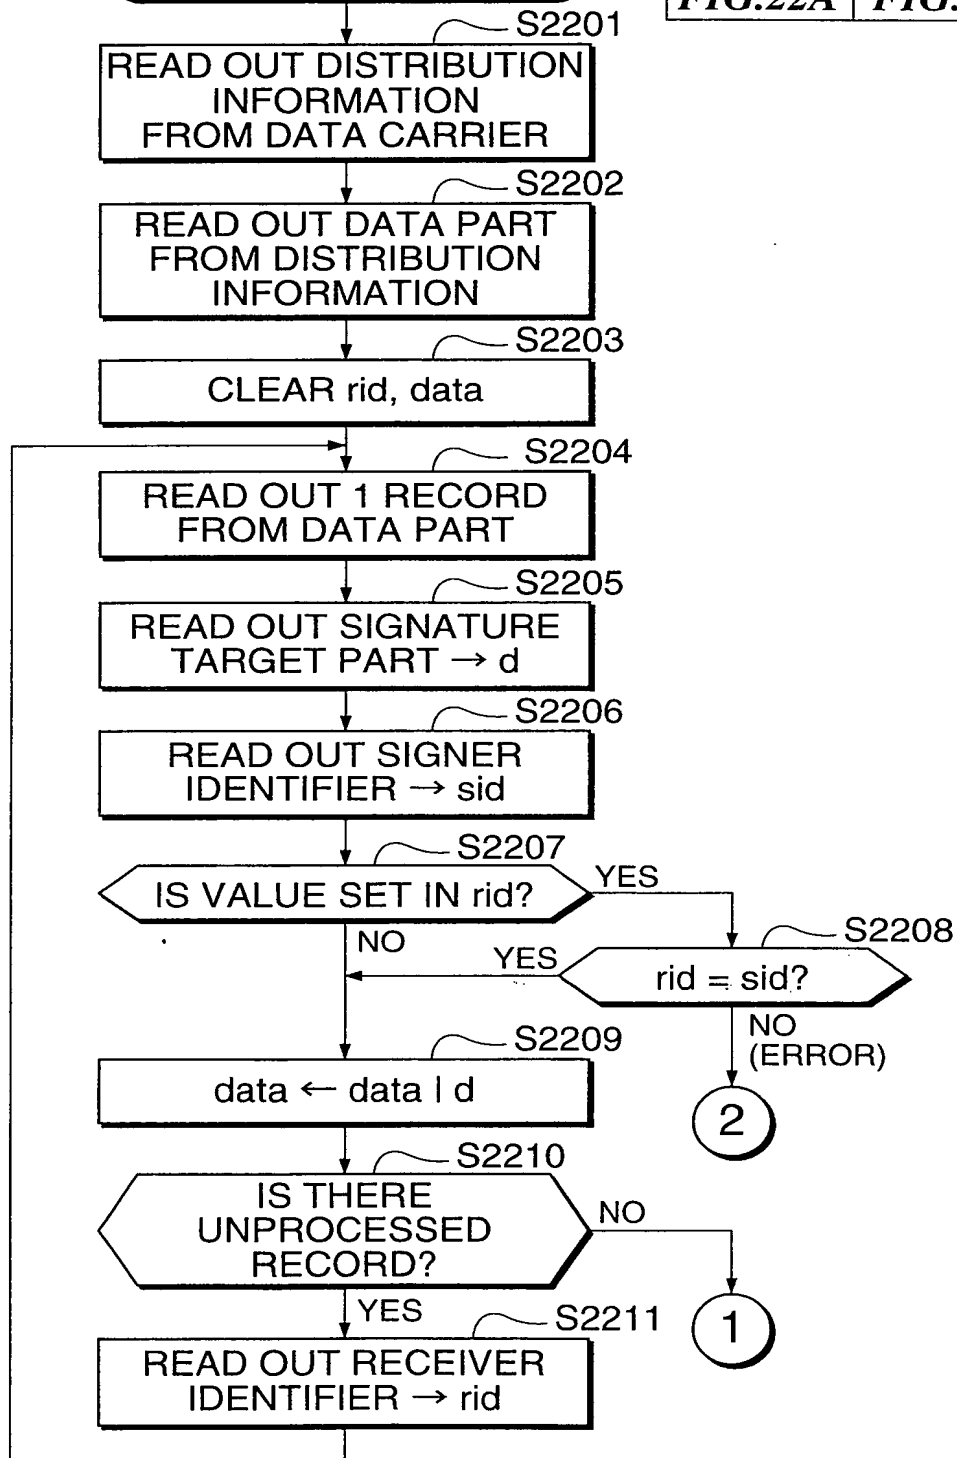 FIG.22A FIG.
S2201
READ OUT DISTRIBUTION
INFORMATION
FROM DATA CARRIER
S2202
READ OUT DATA PART
FROM DISTRIBUTION
INFORMATION
S2203
CLEAR rid, data
S2204
READ OUT 1 RECORD
FROM DATA PART
S2205
READ OUT SIGNATURE
TARGET PART → d
S2206
READ OUT SIGNER
IDENTIFIER → sid
S2207
IS VALUE SET IN rid?
YES
NO
S2208
YES
rid = sid?
NO
(ERROR)
2
S2209
data ← data | d
S2210
IS THERE
UNPROCESSED
RECORD?
NO
1
YES
S2211
READ OUT RECEIVER
IDENTIFIER → rid